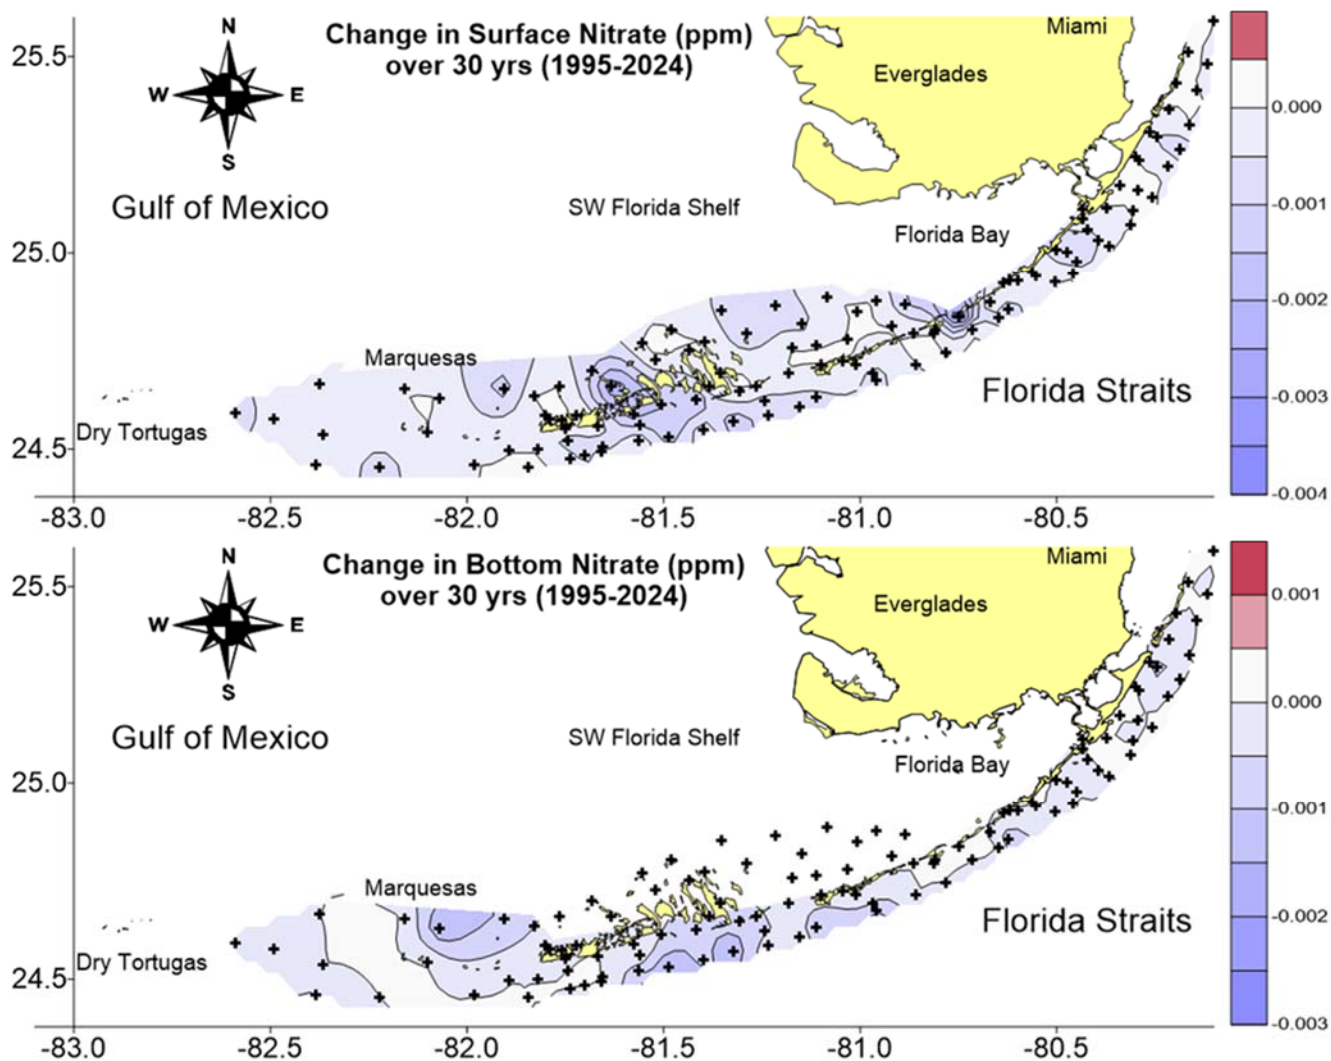 Change in Surface Nitrate (ppm)
over 30 yrs (1995-2024)
N
W E
S
Miami
Everglades
Gulf of Mexico
SW Florida Shelf
Florida Bay
Marquesas
Dry Tortugas
Florida Straits
25.5
25.0
24.5
-83.0 -82.5 -82.0 -81.5 -81.0 -80.5
0.000
-0.001
-0.002
-0.003
-0.004
Change in Bottom Nitrate (ppm)
over 30 yrs (1995-2024)
N
W E
S
Miami
Everglades
Gulf of Mexico
SW Florida Shelf
Florida Bay
Marquesas
Dry Tortugas
Florida Straits
25.5
25.0
24.5
-83.0 -82.5 -82.0 -81.5 -81.0 -80.5
0.001
0.000
-0.001
-0.002
-0.003